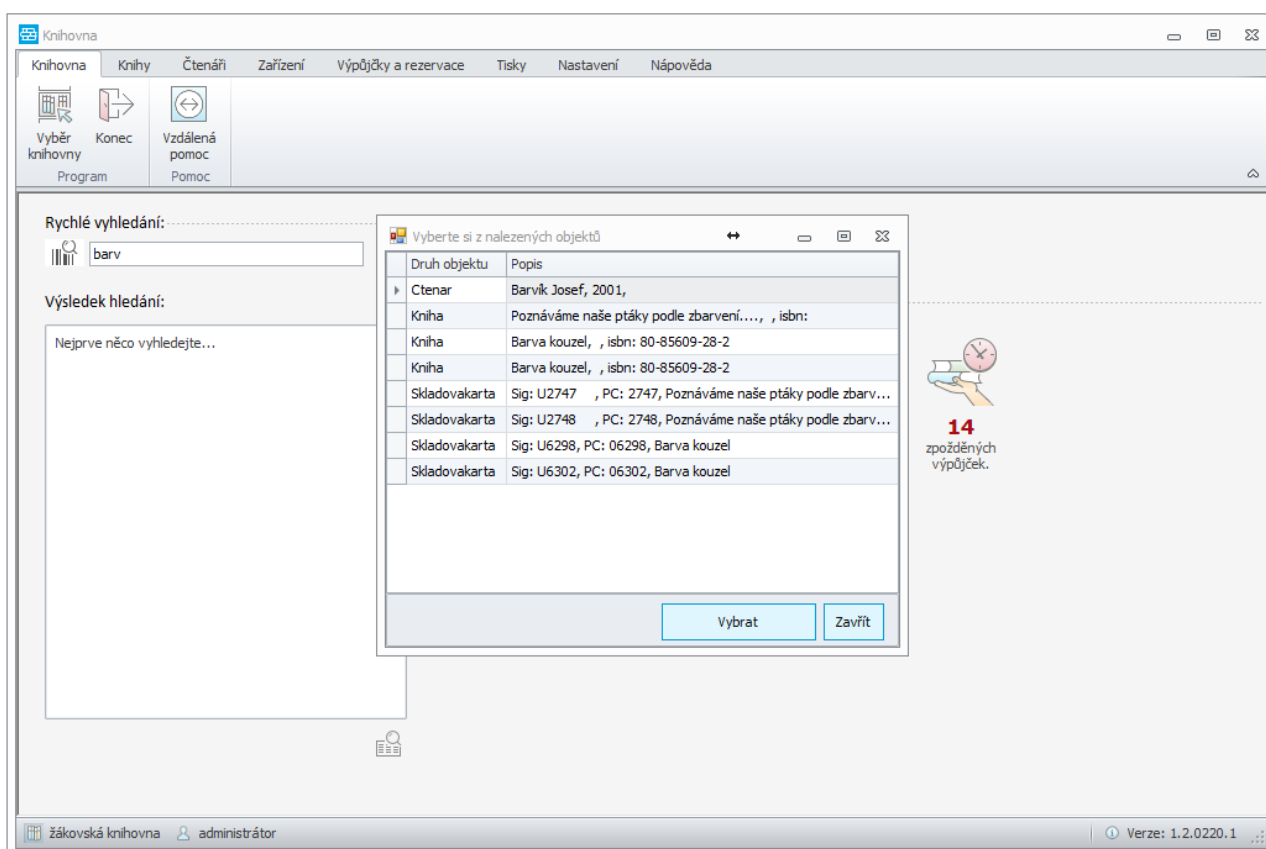 Knihovna
Knihovna Knihy Čtenáři Zařízení Výpůjčky a rezervace Tisky Nastavení Nápověda
Vyběr knihovny
Konec
Vzdálená pomoc
Program Pomoc
Rychlé vyhledání:
barv
Výsledek hledání:
Nejprve něco vyhledejte...
Vyberte si z nalezených objektů
Druh objektu Popis
Ctenar Barvík Josef, 2001,
Kniha Poznáváme naše ptáky podle zbarvení...., , isbn:
Kniha Barva kouzel, , isbn: 80-85609-28-2
Kniha Barva kouzel, , isbn: 80-85609-28-2
Skladovakarta Sig: U2747 , PC: 2747, Poznáváme naše ptáky podle zbarv...
Skladovakarta Sig: U2748 , PC: 2748, Poznáváme naše ptáky podle zbarv...
Skladovakarta Sig: U6298, PC: 06298, Barva kouzel
Skladovakarta Sig: U6302, PC: 06302, Barva kouzel
Vybrat Zavřít
14
zpožděných
výpůjček.
žákovská knihovna administrátor Verze: 1.2.0220.1